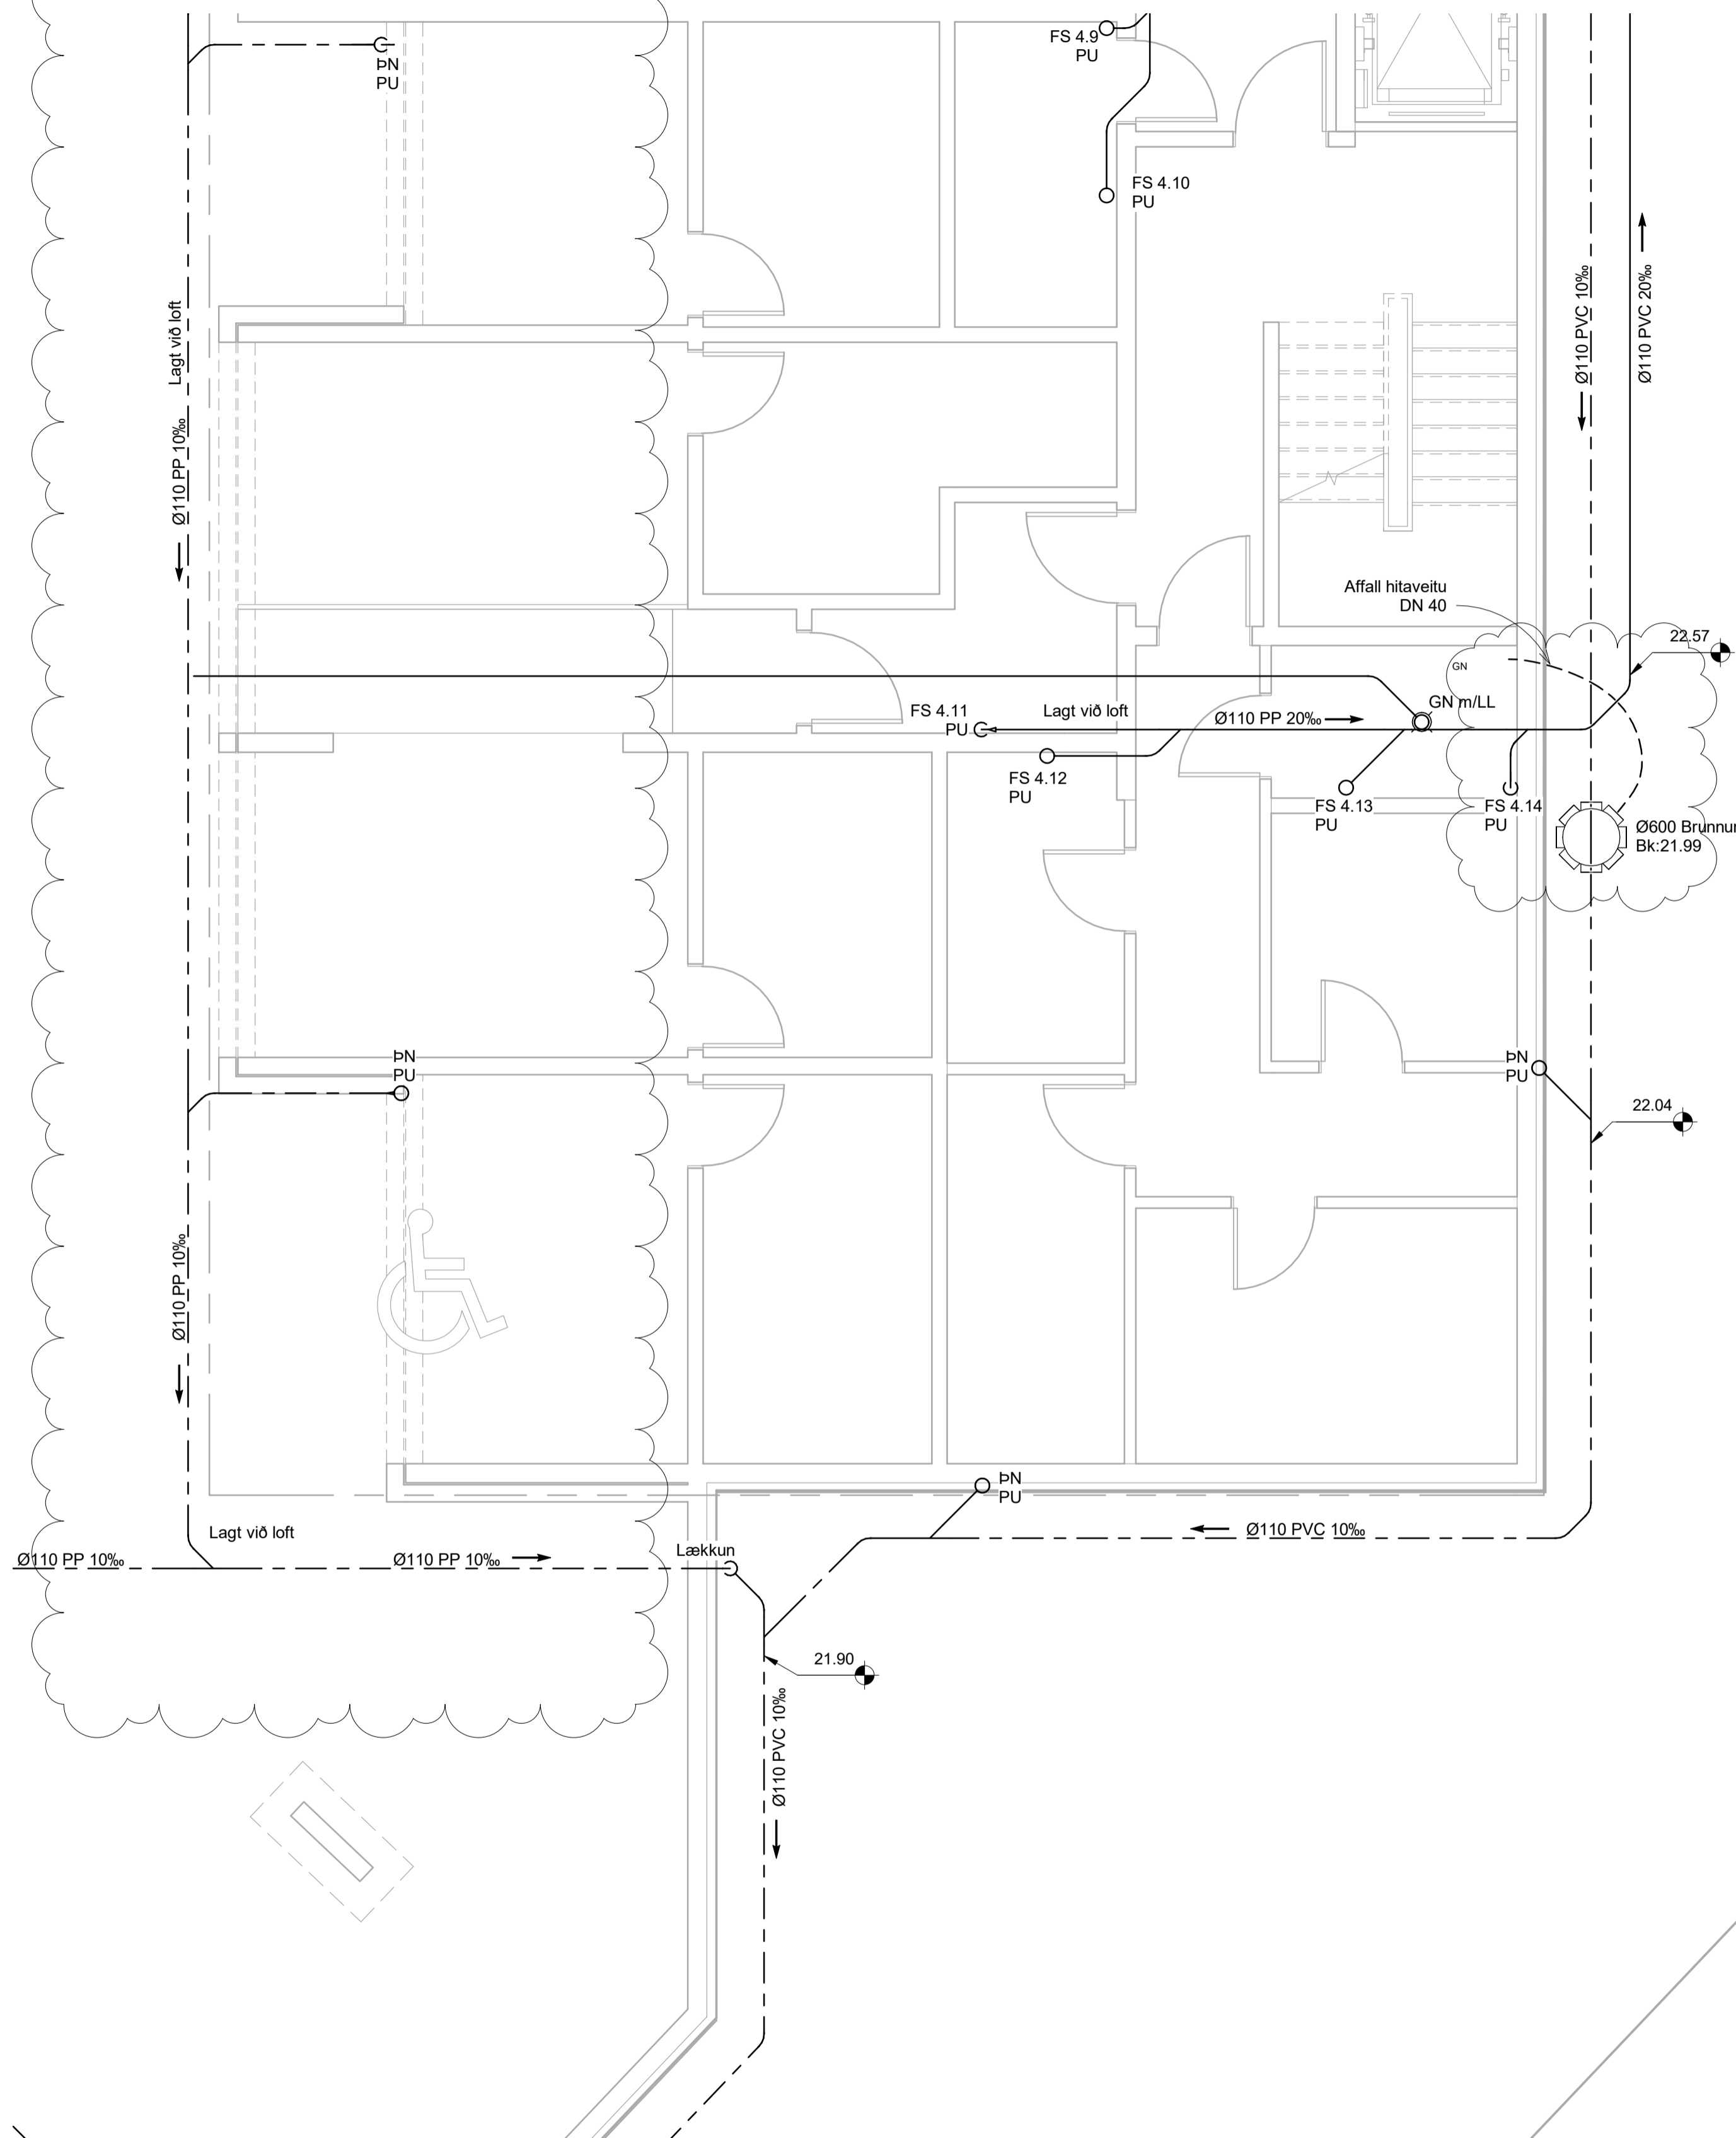 FS 4.9
PU
ÞN
PU
FS 4.10
PU
Lagt við loft
Ø110 PP 10‰
Ø110 PVC 10‰
Ø110 PVC 20‰
Affall hitaveitu
DN 40
22.57
GN
GN m/LL
FS 4.11
PU
Lagt við loft
Ø110 PP 20‰
FS 4.12
PU
FS 4.13
PU
FS 4.14
PU
Ø600 Brunnur
Bk:21.99
ÞN
PU
ÞN
PU
22.04
Ø110 PP 10‰
ÞN
PU
Lagt við loft
Ø110 PVC 10‰
Lækkun
Ø110 PP 10‰
Ø110 PP 10‰
21.90
Ø110 PVC 10‰